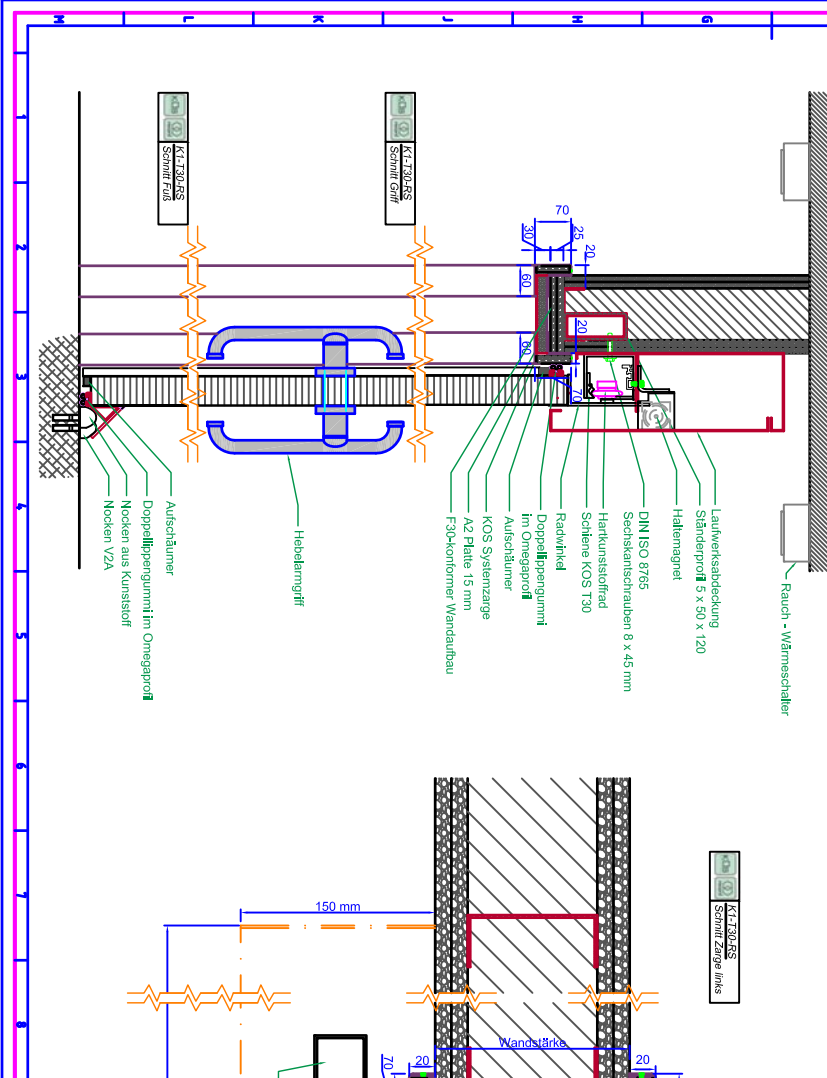 M
L
K
J
H
G
1
2
3
4
5
6
7
8
K1-T30-RS
Schnitt Fuß
K1-T30-RS
Schnitt Griff
K1-T30-RS
Schnitt Zarge links
70
30
25
20
60
20
60
70
Rauch - Wärmeschalter
Laufwerksabdeckung
Ständerprofil 5 x 50 x 120
Haltemagnet
DIN ISO 8765
Sechskantschrauben 8 x 45 mm
Hartkunststoffrad
Schiene KOS T30
Radwinkel
Doppellippengummi
im Omegaprofil
Aufschäumer
KOS Systemzarge
A2 Platte 15 mm
F30-konformer Wandaufbau
Hebelarmgriff
Aufschäumer
Doppellippengummi im Omegaprofil
Nocken aus Kunststoff
Nocken V2A
150 mm
Wandstärke
70
20
20